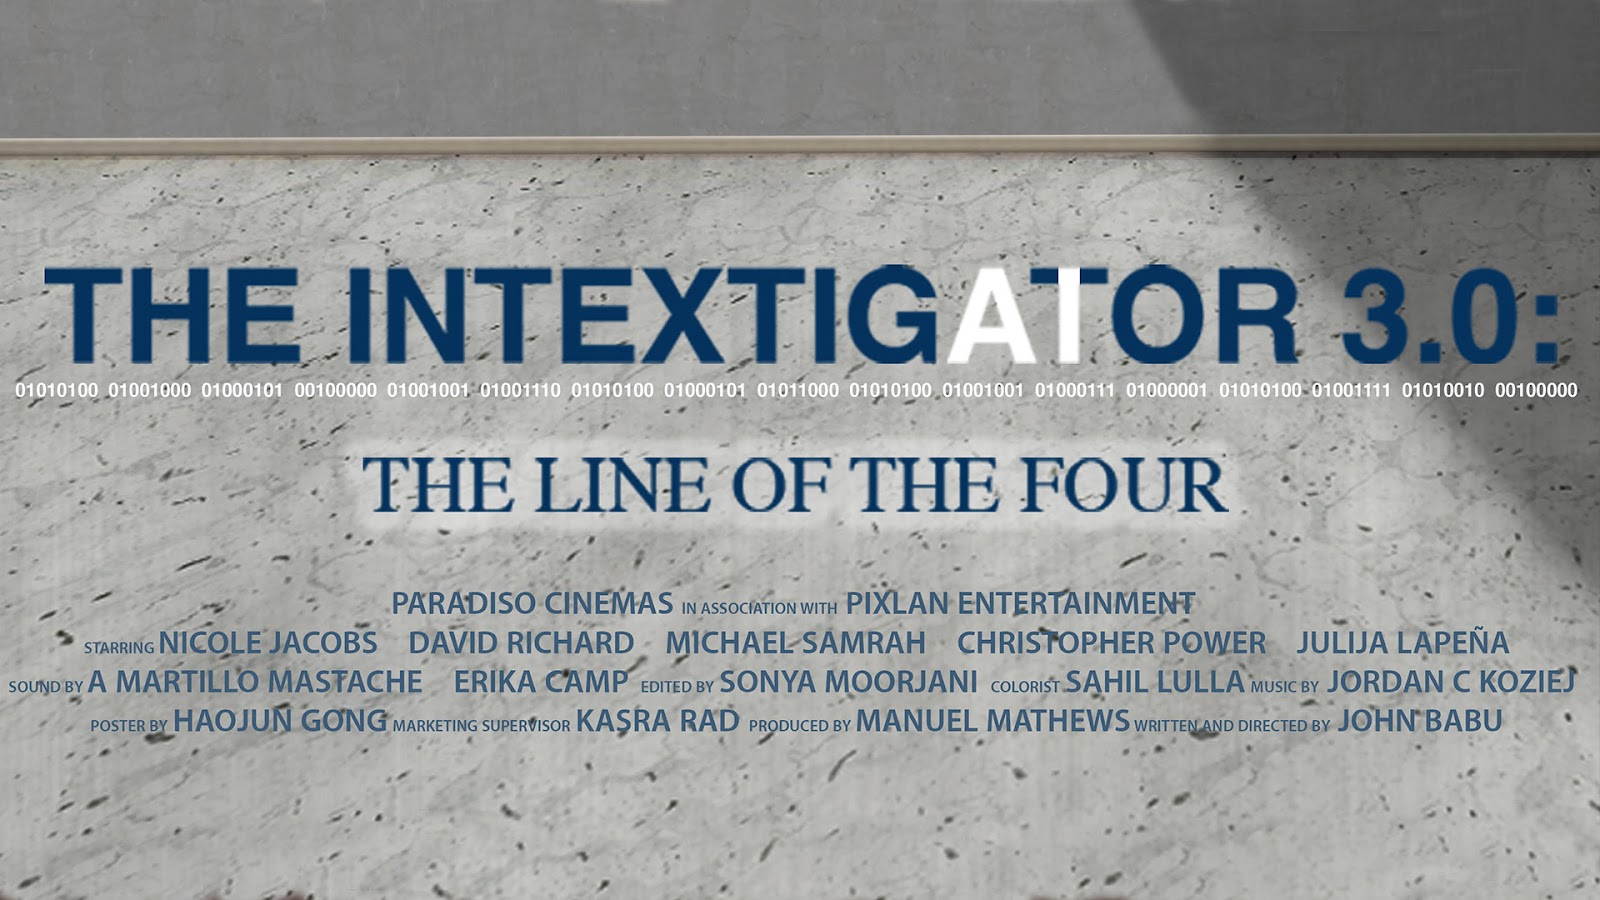 THE INTEXTIGATOR 3.0:
01010100 01001000 01000101 00100000 01001001 01001110 01010100 01000101 01011000 01010100 01001001 01000111 01000001 01010100 01001111 01010010 00100000
THE LINE OF THE FOUR
PARADISO CINEMAS IN ASSOCIATION WITH PIXLAN ENTERTAINMENT
STARRING NICOLE JACOBS DAVID RICHARD MICHAEL SAMRAH CHRISTOPHER POWER JULIJA LAPEÑA
SOUND BY A MARTILLO MASTACHE ERIKA CAMP EDITED BY SONYA MOORJANI COLORIST SAHIL LULLA MUSIC BY JORDAN C KOZIEJ
POSTER BY HAOJUN GONG MARKETING SUPERVISOR KASRA RAD PRODUCED BY MANUEL MATHEWS WRITTEN AND DIRECTED BY JOHN BABU